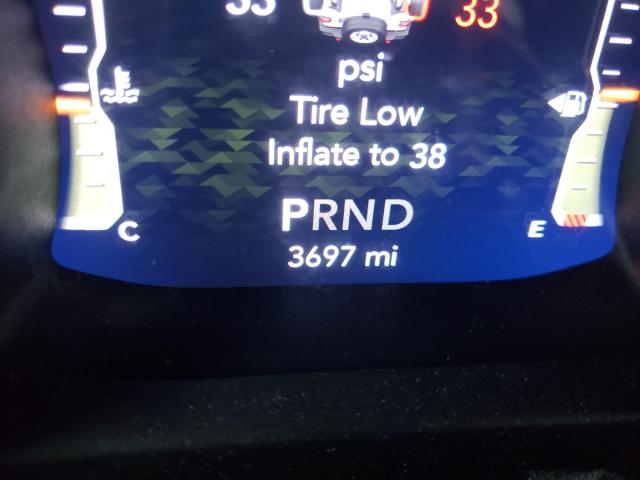 33
psi
Tire Low
Inflate to 38
PRND
3697 mi
C
E